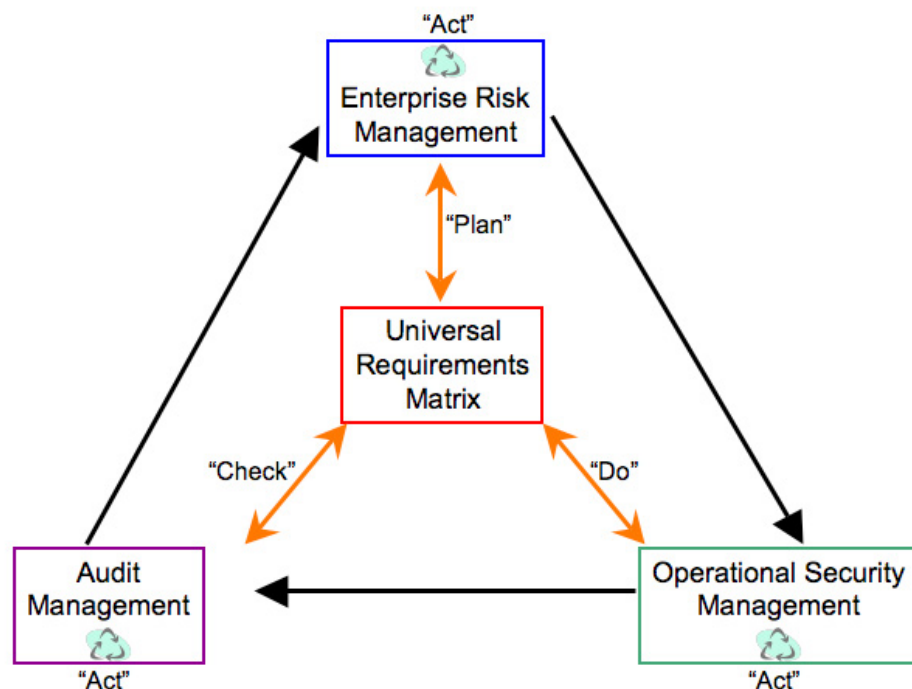 “Act”
Enterprise Risk
Management
“Plan”
Universal
Requirements
Matrix
“Check”
“Do”
Audit
Management
“Act”
Operational Security
Management
“Act”